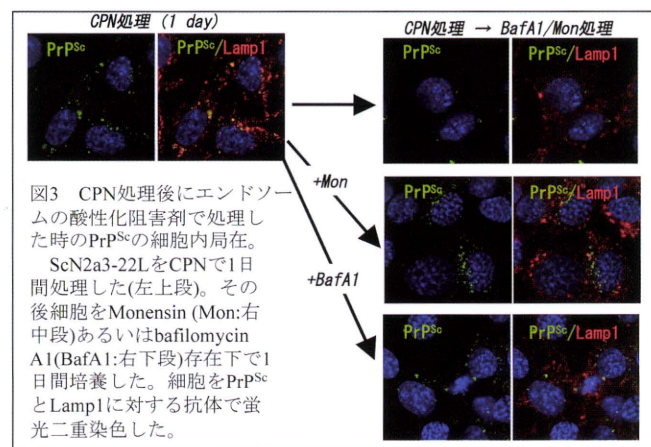 CPN処理 (1 day)
PrPSc
PrPSc/Lamp1
CPN処理 → BafA1/Mon処理
PrPSc
PrPSc/Lamp1
+Mon
PrPSc
PrPSc/Lamp1
+BafA1
PrPSc
PrPSc/Lamp1
図3 CPN処理後にエンドソー
ムの酸性化阻害剤で処理し
た時のPrPScの細胞内局在。
ScN2a3-22LをCPNで1日
間処理した(左上段)。その
後細胞をMonensin (Mon:右
中段)あるいはbafilomycin
A1(BafA1:右下段)存在下で1
日間培養した。細胞をPrPSc
とLamp1に対する抗体で蛍
光二重染色した。